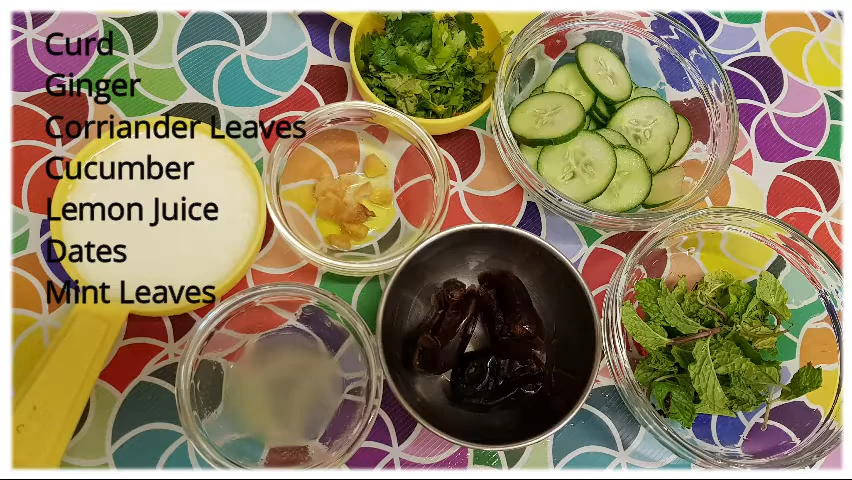 Curd
Ginger
Corriander Leaves
Cucumber
Lemon Juice
Dates
Mint Leaves